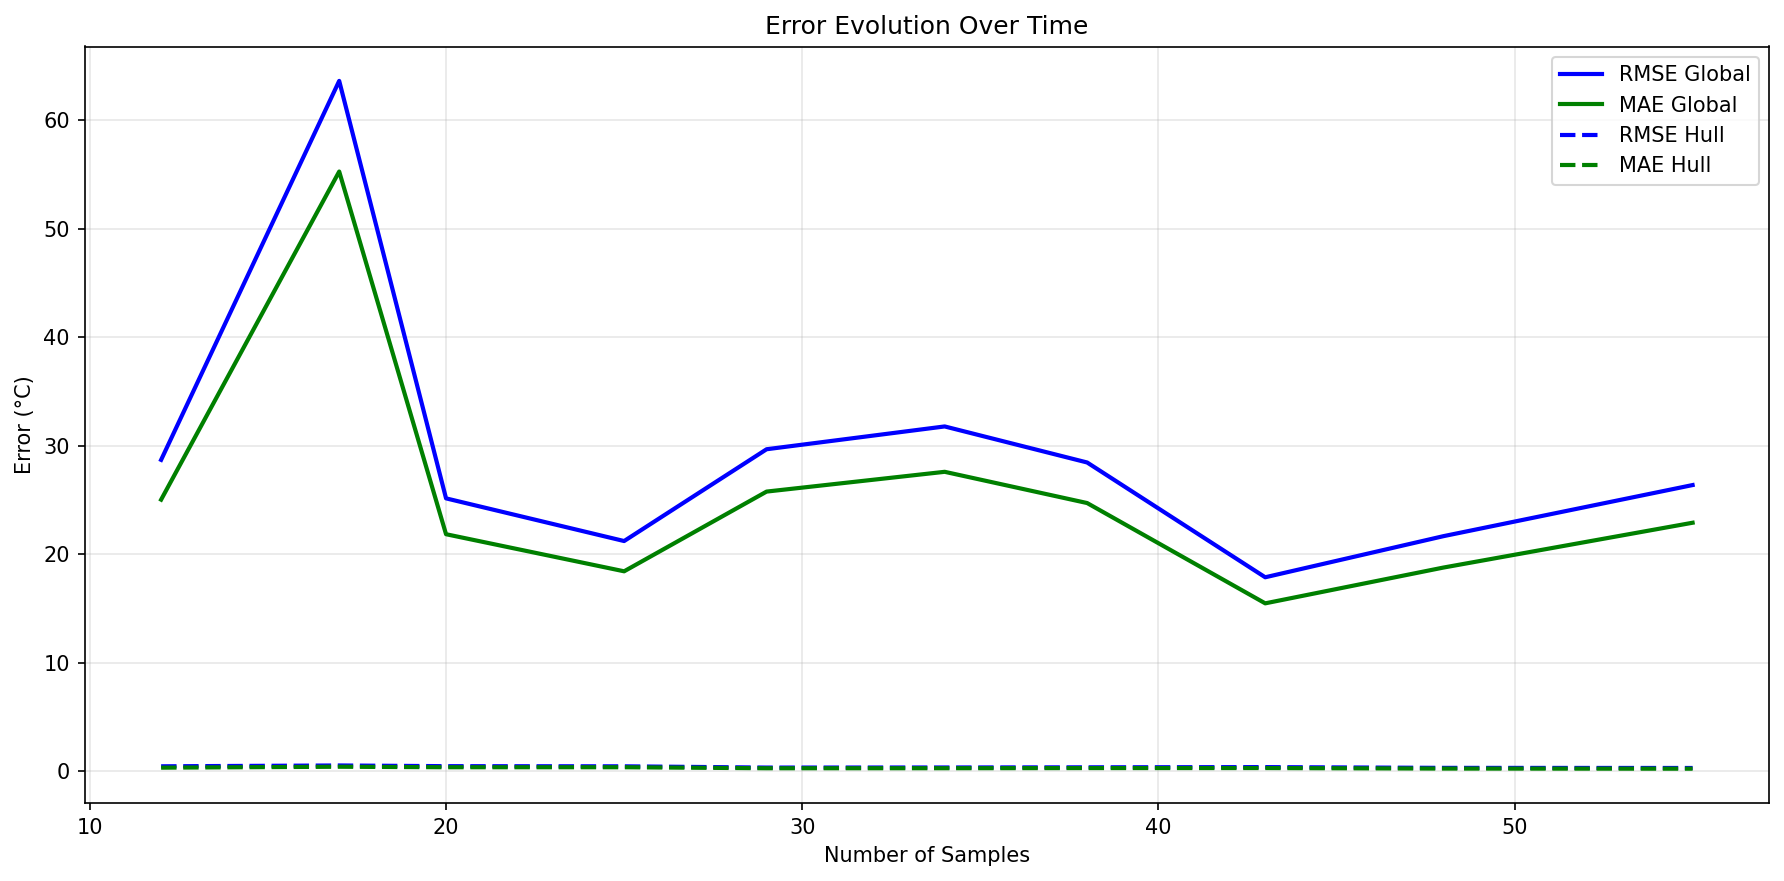 Error Evolution Over Time
RMSE Global
MAE Global
RMSE Hull
MAE Hull
Error (°C)
60
50
40
30
20
10
0
10
20
30
40
50
Number of Samples